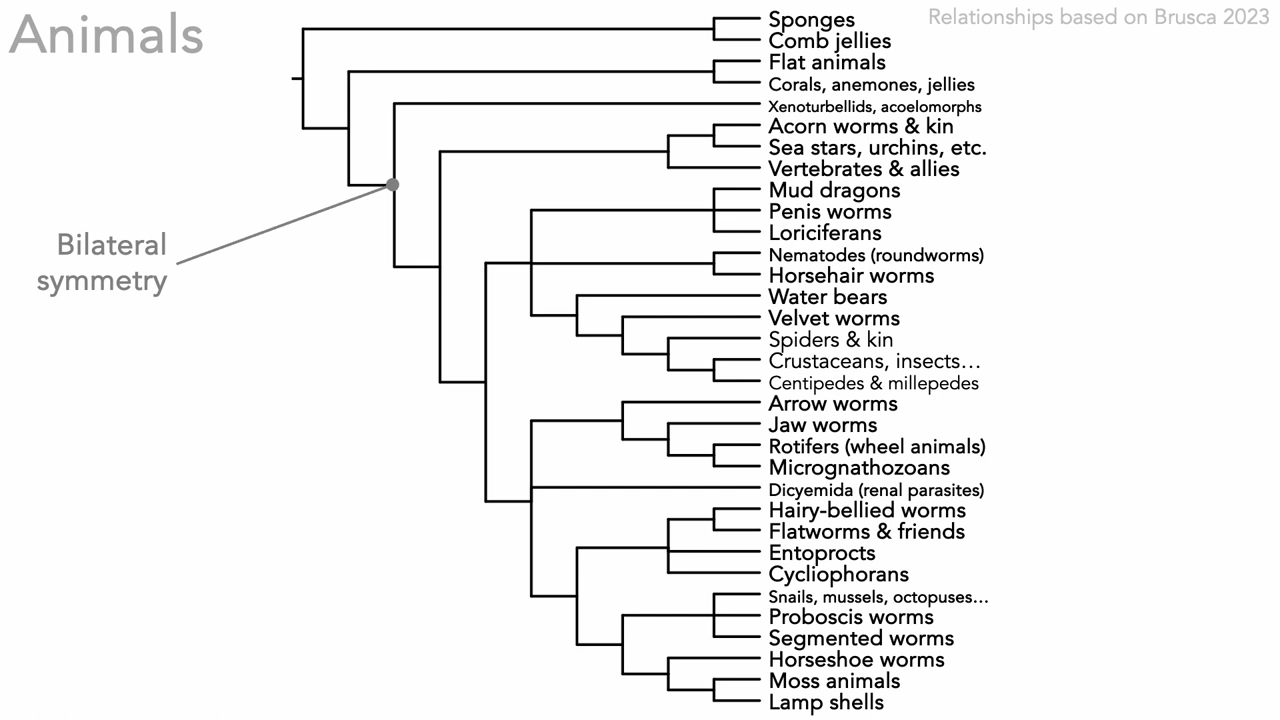 Animals
Relationships based on Brusca 2023
Sponges
Comb jellies
Flat animals
Corals, anemones, jellies
Xenoturbellids, acoelomorphs
Acorn worms & kin
Sea stars, urchins, etc.
Vertebrates & allies
Mud dragons
Penis worms
Loriciferans
Nematodes (roundworms)
Horsehair worms
Water bears
Velvet worms
Spiders & kin
Crustaceans, insects…
Centipedes & millepedes
Arrow worms
Jaw worms
Rotifers (wheel animals)
Micrognathozoans
Dicyemida (renal parasites)
Hairy-bellied worms
Flatworms & friends
Entoprocts
Cycliophorans
Snails, mussels, octopuses…
Proboscis worms
Segmented worms
Horseshoe worms
Moss animals
Lamp shells
Bilateral
symmetry